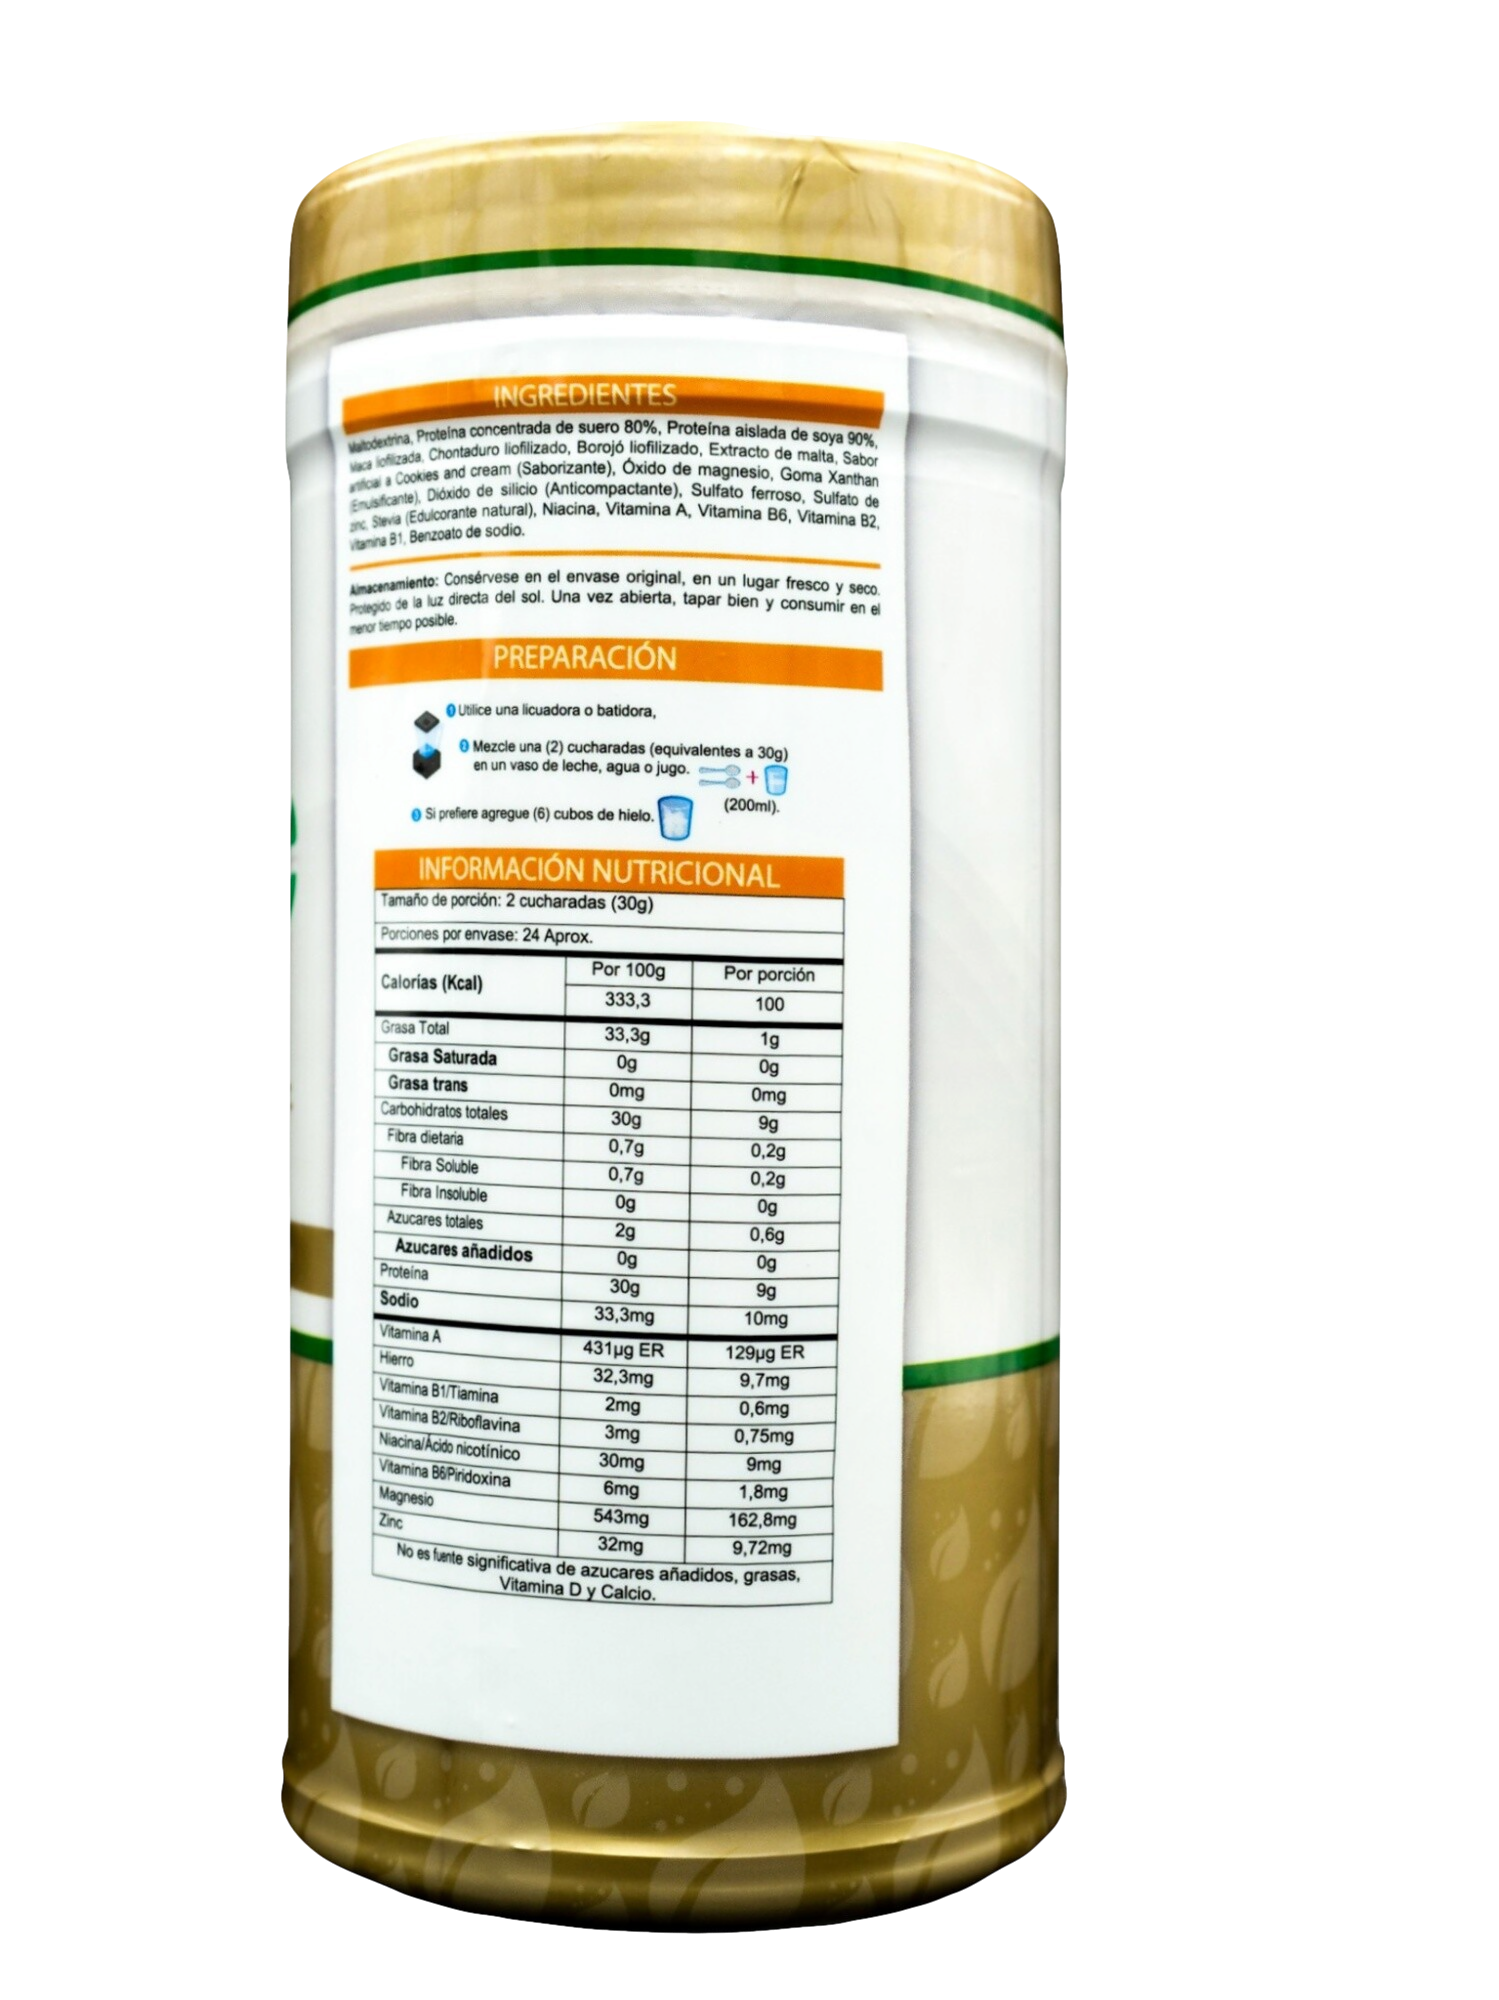 INGREDIENTES
Maltodextrina, Proteína concentrada de suero 80%, Proteína aislada de soya 90%,
Maca liofilizada, Chontaduro liofilizado, Borojó liofilizado, Extracto de malta, Sabor
artificial a Cookies and cream (Saborizante), Óxido de magnesio, Goma Xanthan
(Emulsificante), Dióxido de silicio (Anticompactante), Sulfato ferroso, Sulfato de
zinc, Stevia (Edulcorante natural), Niacina, Vitamina A, Vitamina B6, Vitamina B2,
Vitamina B1, Benzoato de sodio.
Almacenamiento: Consérvese en el envase original, en un lugar fresco y seco.
Protegido de la luz directa del sol. Una vez abierta, tapar bien y consumir en el
menor tiempo posible.
PREPARACIÓN
1 Utilice una licuadora o batidora,
2 Mezcle una (2) cucharadas (equivalentes a 30g)
en un vaso de leche, agua o jugo. +
(200ml).
3 Si prefiere agregue (6) cubos de hielo.
INFORMACIÓN NUTRICIONAL
Tamaño de porción: 2 cucharadas (30g)
Porciones por envase: 24 Aprox.
Calorías (Kcal) Por 100g Por porción
333,3 100
Grasa Total 33,3g 1g
Grasa Saturada 0g 0g
Grasa trans 0mg 0mg
Carbohidratos totales 30g 9g
Fibra dietaria 0,7g 0,2g
Fibra Soluble 0,7g 0,2g
Fibra Insoluble 0g 0g
Azucares totales 2g 0,6g
Azucares añadidos 0g 0g
Proteína 30g 9g
Sodio 33,3mg 10mg
Vitamina A 431µg ER 129µg ER
Hierro 32,3mg 9,7mg
Vitamina B1/Tiamina 2mg 0,6mg
Vitamina B2/Riboflavina 3mg 0,75mg
Niacina/Ácido nicotínico 30mg 9mg
Vitamina B6/Piridoxina 6mg 1,8mg
Magnesio 543mg 162,8mg
Zinc 32mg 9,72mg
No es fuente significativa de azucares añadidos, grasas,
Vitamina D y Calcio.